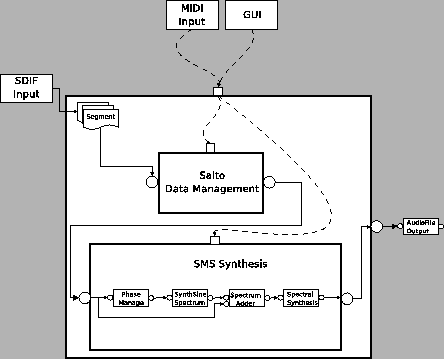 MIDI
Input
GUI
SDIF
Input
Segment
Salto
Data Management
AudioFile
Output
SMS Synthesis
Phase
Manage
SynthSine
Spectrum
Spectrum
Adder
Spectral
Synthesis